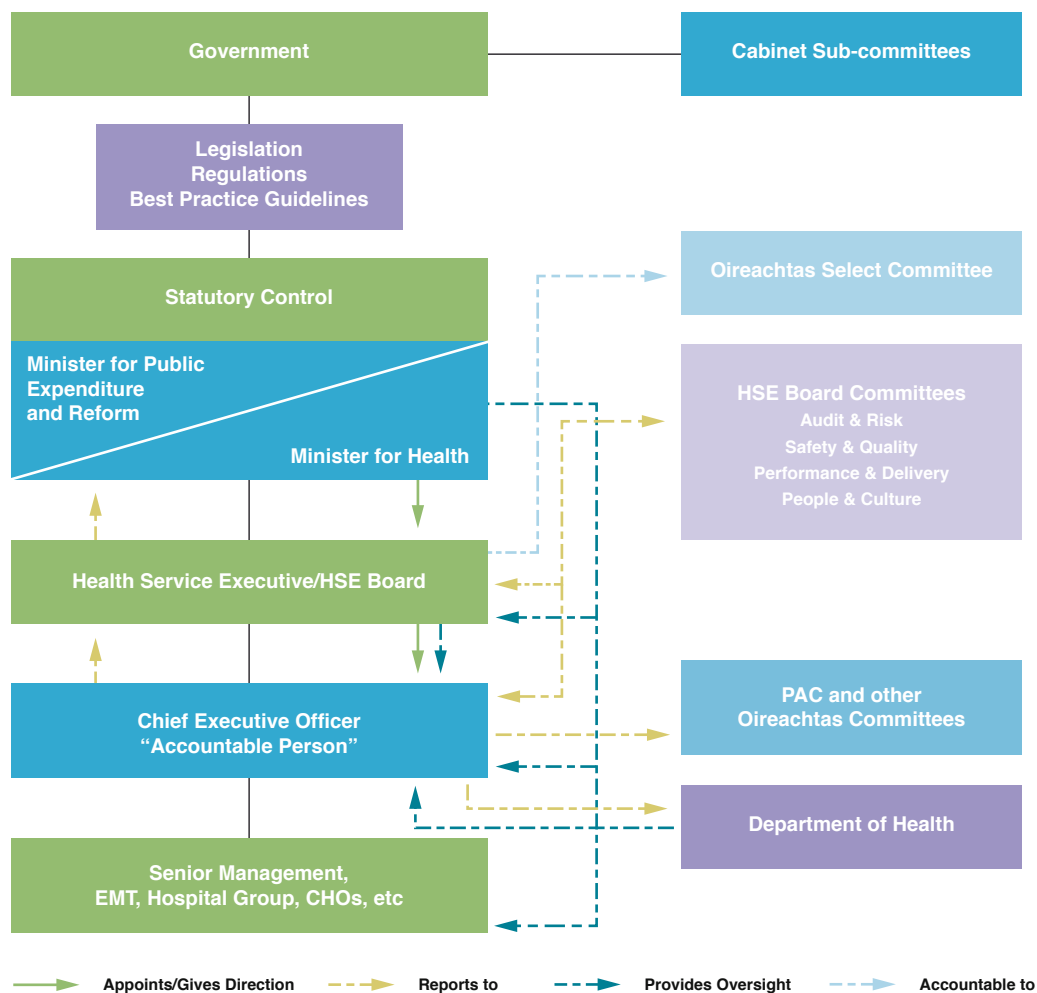 Government
Cabinet Sub-committees
Legislation
Regulations
Best Practice Guidelines
Statutory Control
Oireachtas Select Committee
Minister for Public
Expenditure
and Reform
Minister for Health
HSE Board Committees
Audit & Risk
Safety & Quality
Performance & Delivery
People & Culture
Health Service Executive/HSE Board
Chief Executive Officer
“Accountable Person”
PAC and other
Oireachtas Committees
Department of Health
Senior Management,
EMT, Hospital Group, CHOs, etc
Appoints/Gives Direction
Reports to
Provides Oversight
Accountable to